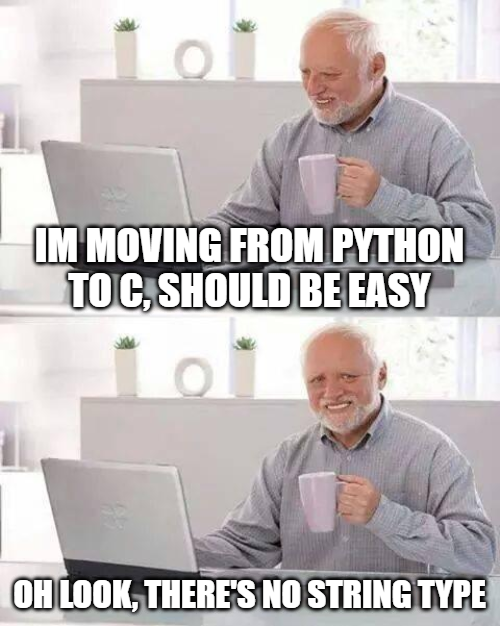 IM MOVING FROM PYTHON
TO C, SHOULD BE EASY
OH LOOK, THERE'S NO STRING TYPE